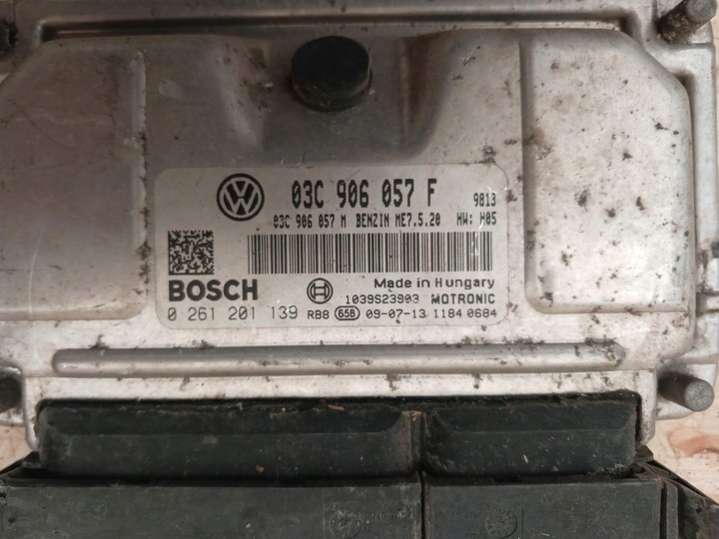 03C 906 057 F 9813
03C 906 057 M BENZIN ME7.5.20 HW: H05
BOSCH Made in Hungary
1039S23903 MOTRONIC
0 261 201 139 RB8 658 09-07-13 1184 0684